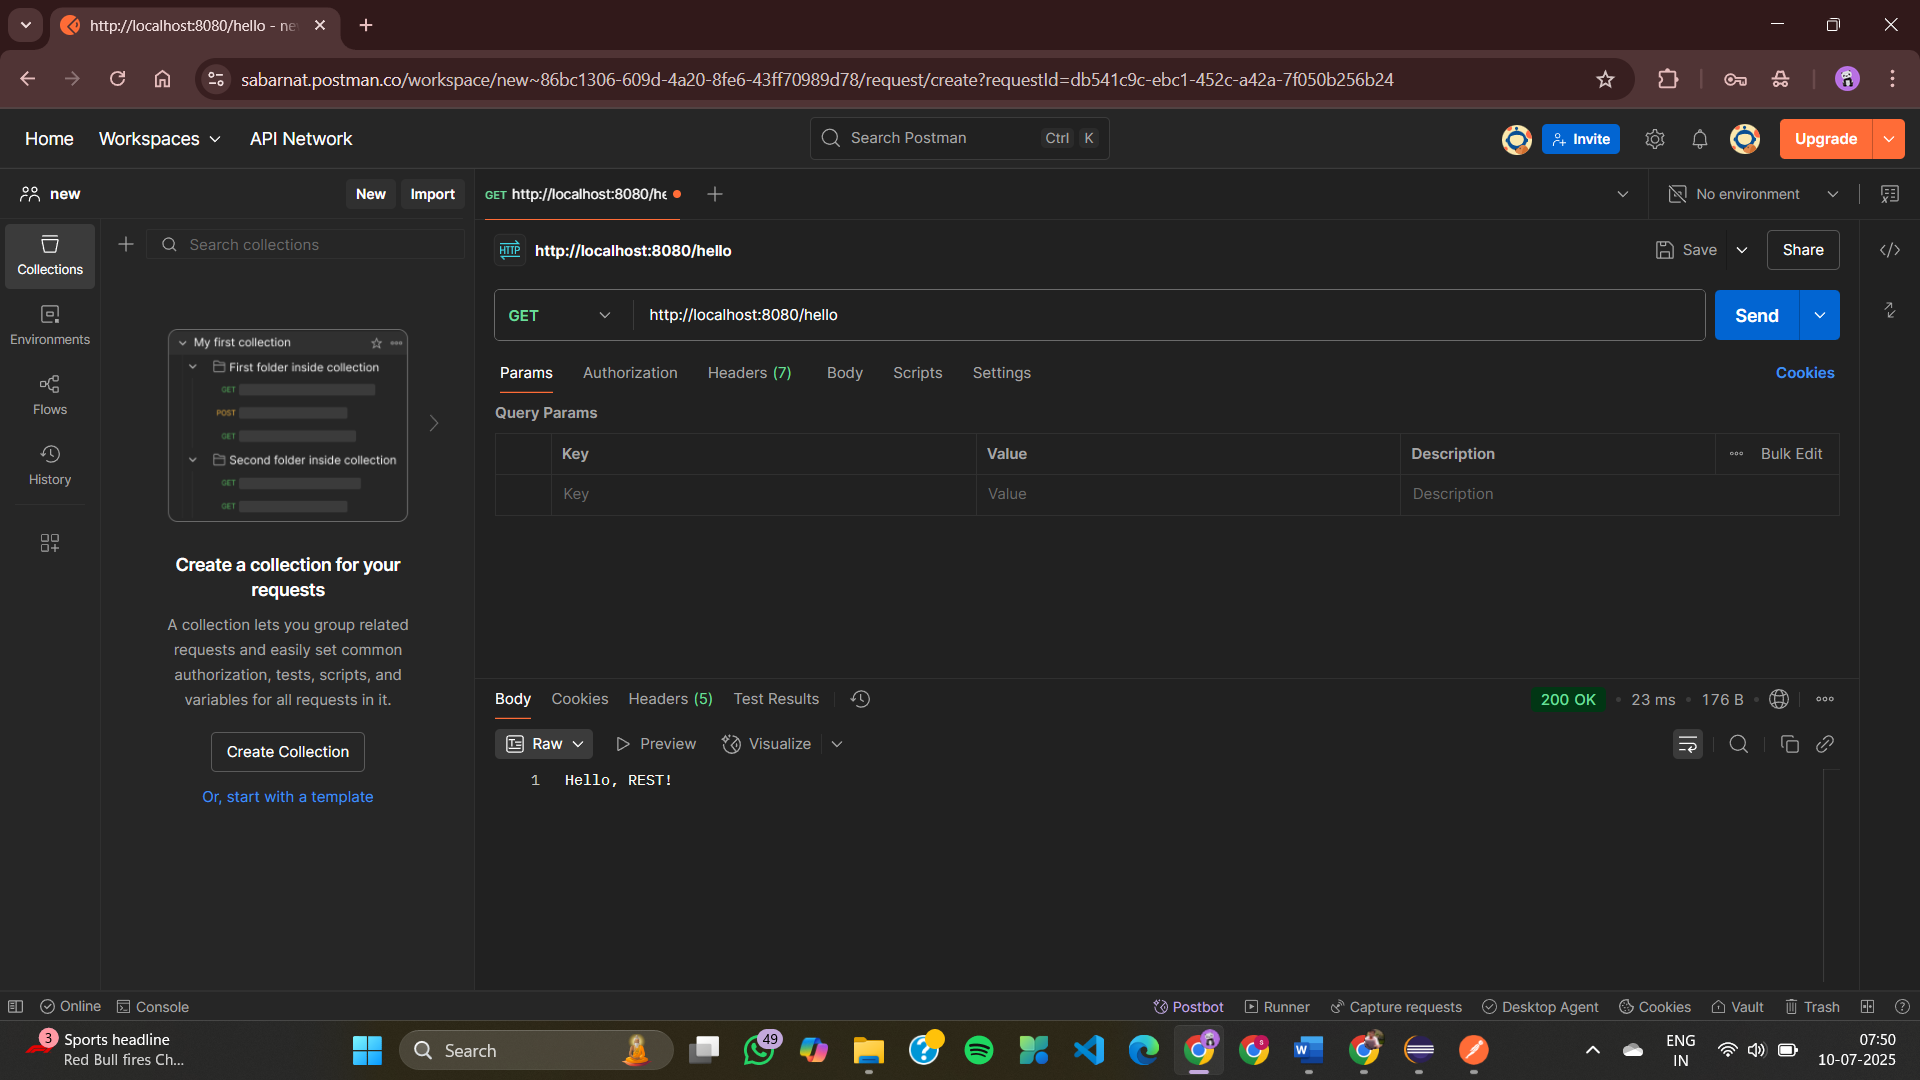 http://localhost:8080/hello - ne
sabarnat.postman.co/workspace/new~86bc1306-609d-4a20-8fe6-43ff70989d78/request/create?requestId=db541c9c-ebc1-452c-a42a-7f050b256b24
Home Workspaces API Network
Search Postman Ctrl K
Invite
Upgrade
new
New Import
GET http://localhost:8080/he
No environment
Collections
Environments
Flows
History
Search collections
My first collection
First folder inside collection
GET
POST
GET
Second folder inside collection
GET
GET
Create a collection for your
requests
A collection lets you group related
requests and easily set common
authorization, tests, scripts, and
variables for all requests in it.
Create Collection
Or, start with a template
HTTP http://localhost:8080/hello
Save Share
GET http://localhost:8080/hello
Send
Params Authorization Headers (7) Body Scripts Settings Cookies
Query Params
Key Value Description Bulk Edit
Key Value Description
Body Cookies Headers (5) Test Results
200 OK 23 ms 176 B
Raw Preview Visualize
1 Hello, REST!
Online Console
Postbot Runner Capture requests Desktop Agent Cookies Vault Trash
3 Sports headline
Red Bull fires Ch...
Search
49
ENG
IN
07:50
10-07-2025